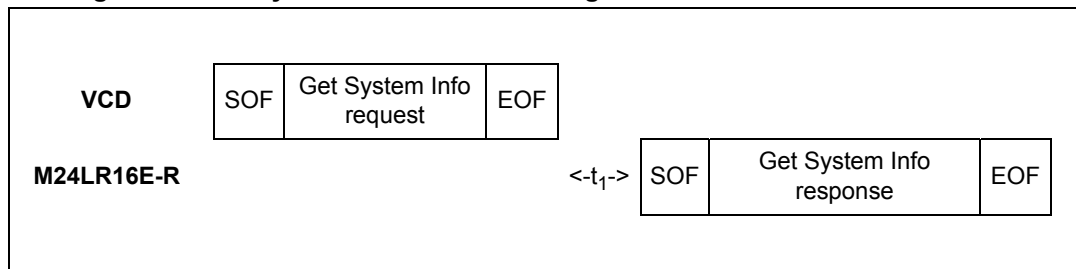 VCD
SOF
Get System Info
request
EOF
M24LR16E-R
<-t1->
SOF
Get System Info
response
EOF